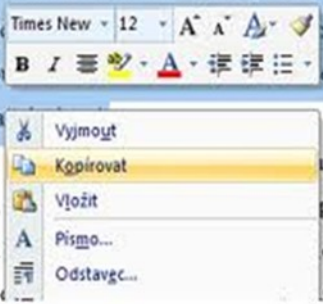 Times New 12
Vyjmout
Kopírovat
Vložit
Písmo...
Odstavec...